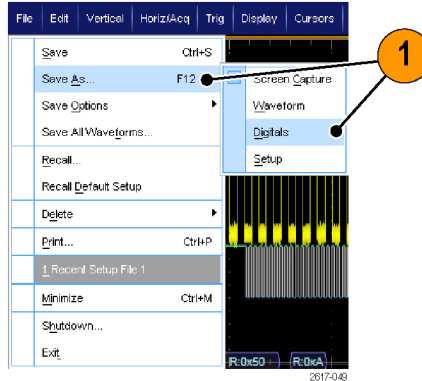 File Edit Vertical Horiz/Acq Trig Display Cursors
Save Ctrl+S
Save As... F12
Save Options
Save All Waveforms...
Recall...
Recall Default Setup
Delete
Print... Ctrl+P
1 Recent Setup File 1
Minimize Ctrl+M
Shutdown...
Exit
Screen Capture
Waveform
Digitals
Setup
1
R:0x50 R:0xA
2617-049